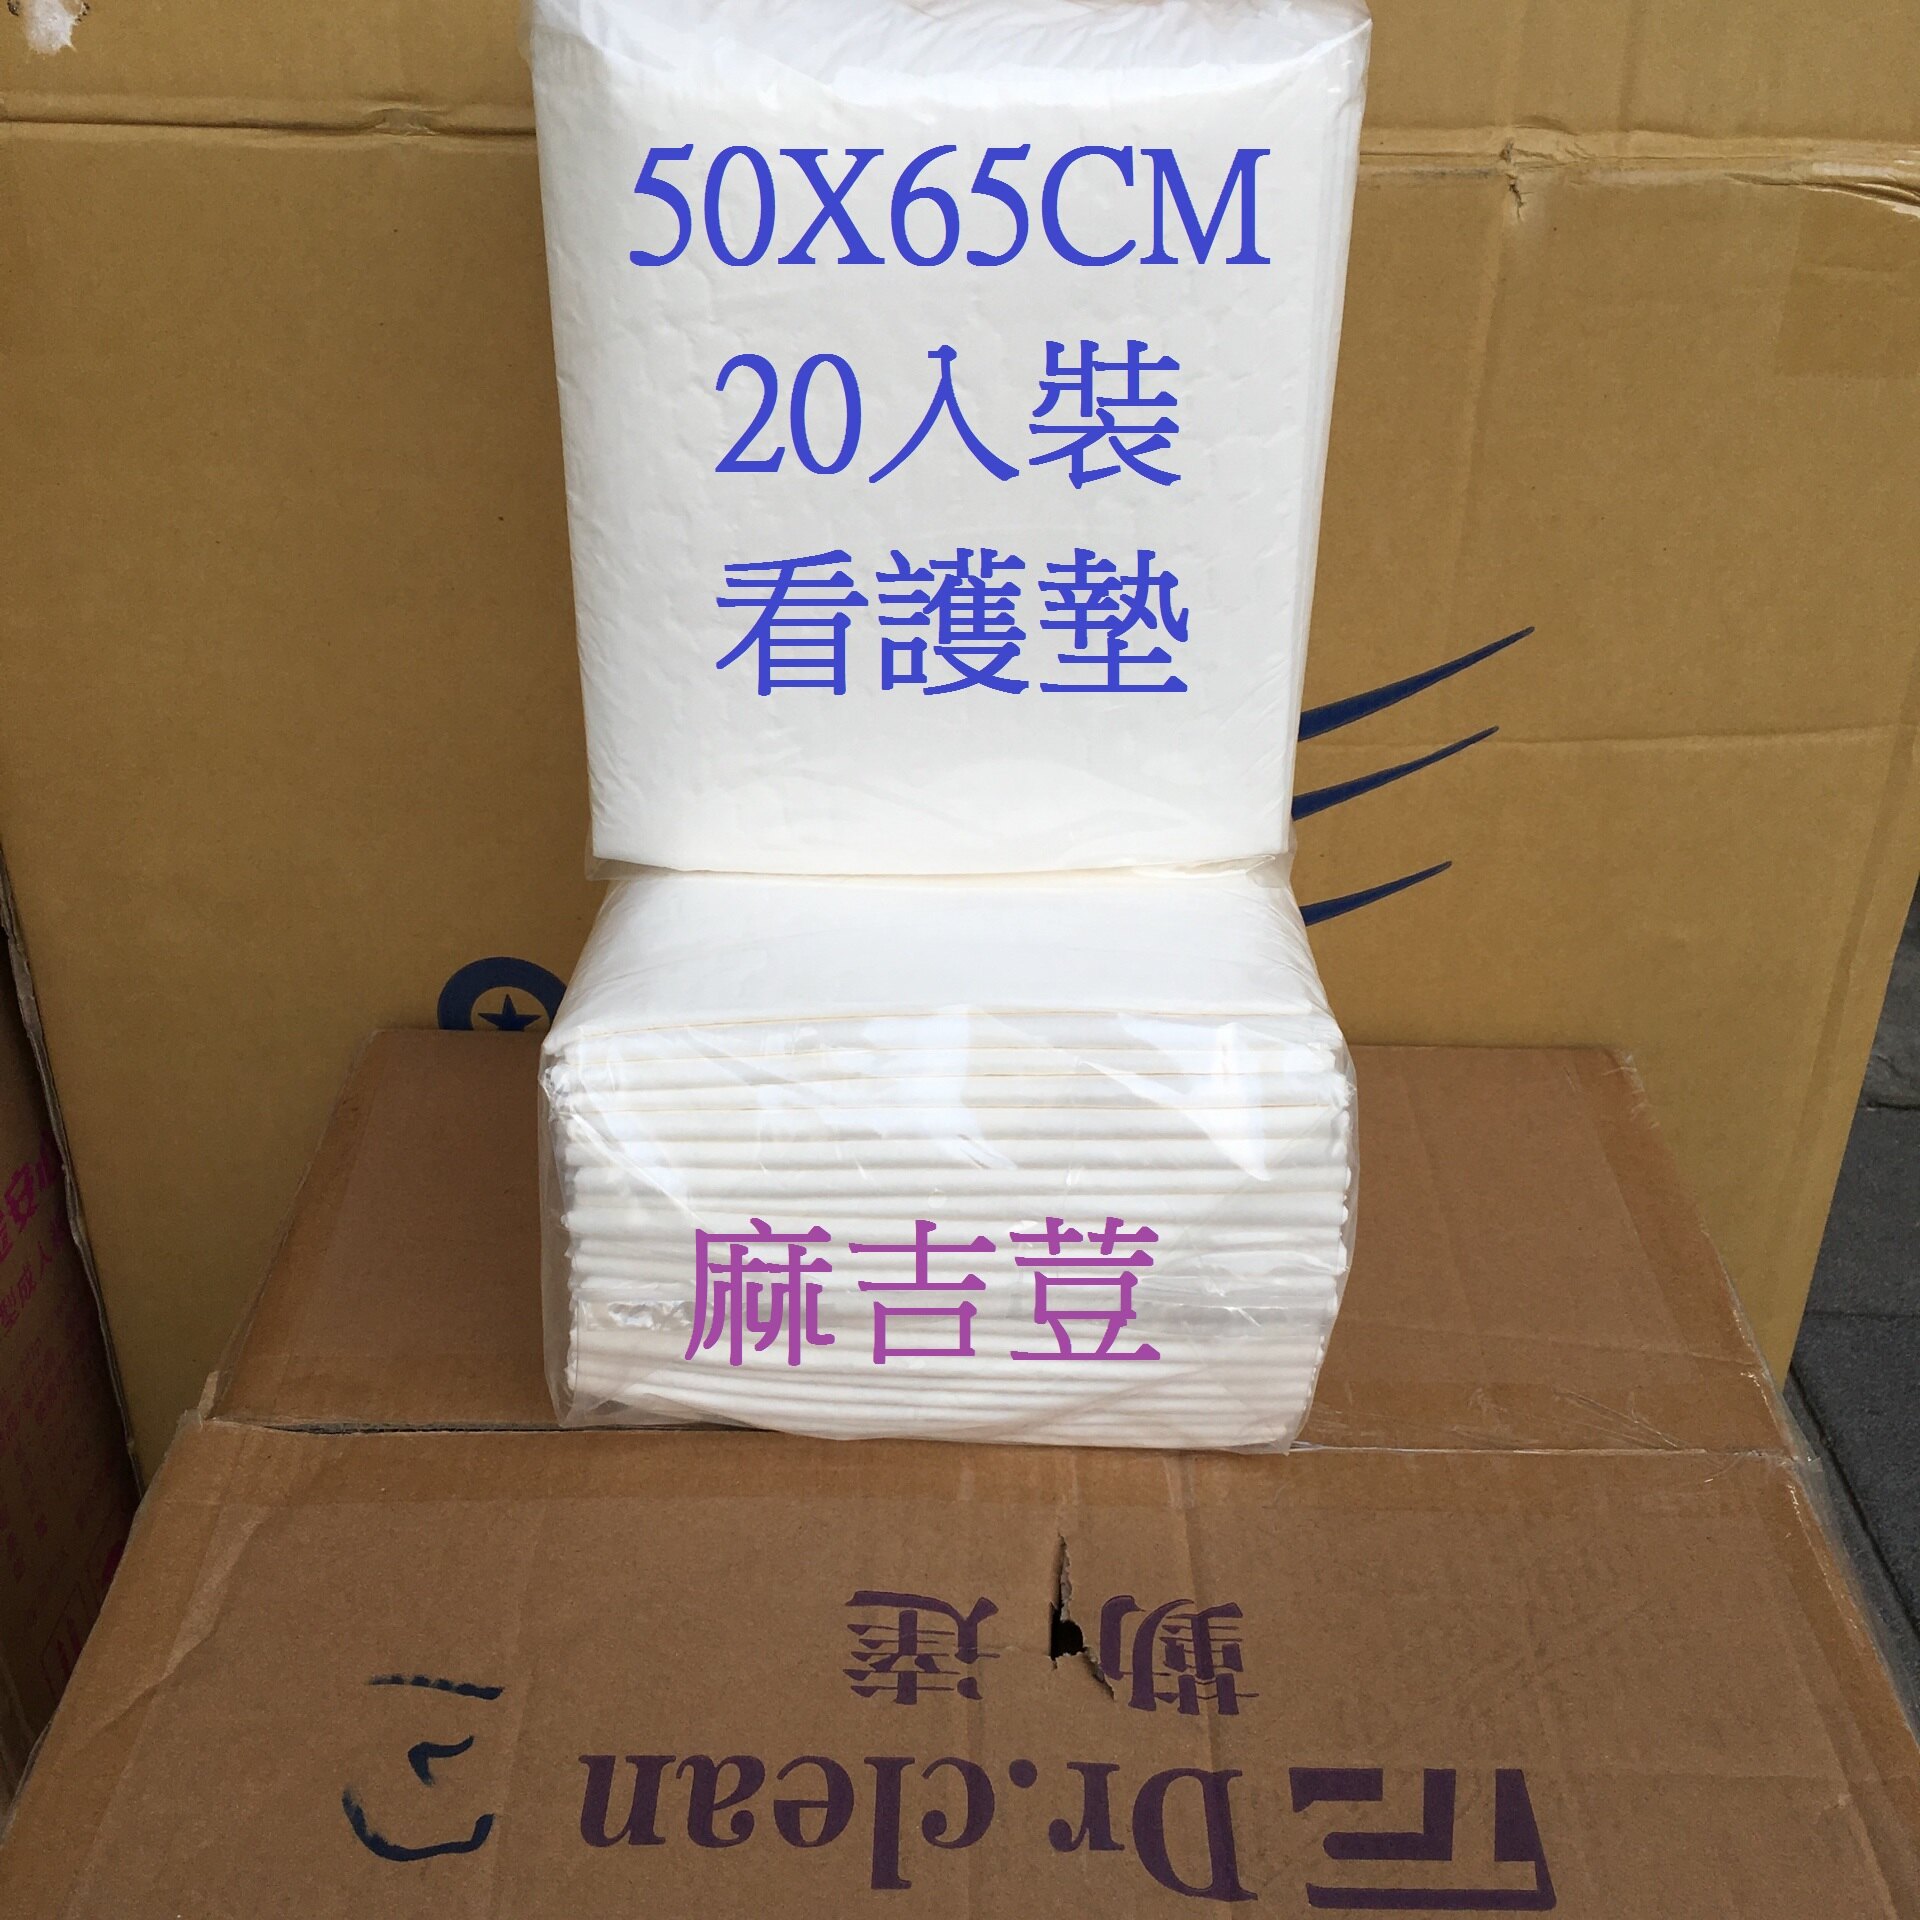 50X65CM
20入裝
看護墊
麻吉荳
勤達
Dr.clean